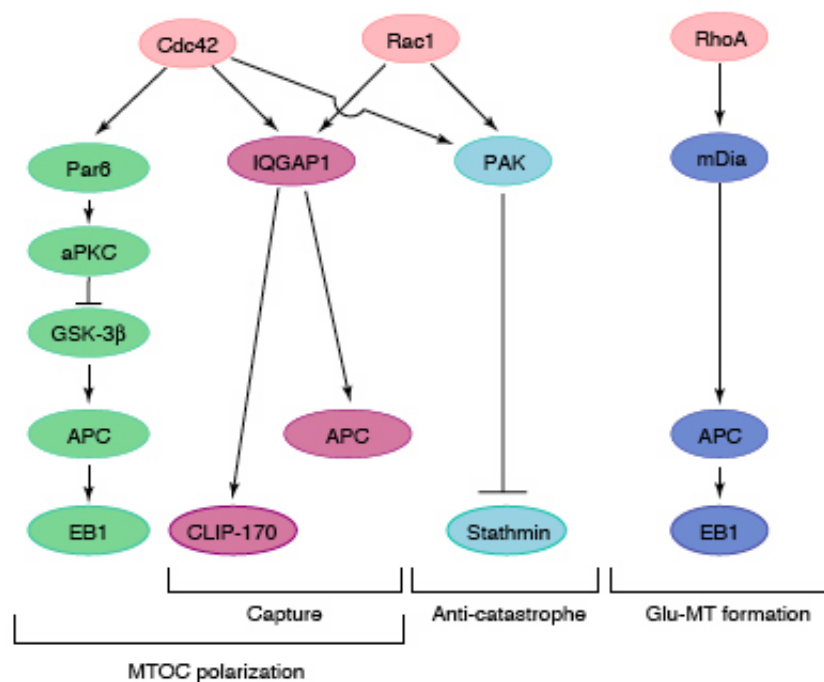 Cdc42
Rac1
RhoA
Par6
IQGAP1
PAK
mDia
aPKC
GSK-3β
APC
APC
APC
EB1
CLIP-170
Stathmin
EB1
Capture
Anti-catastrophe
Glu-MT formation
MTOC polarization